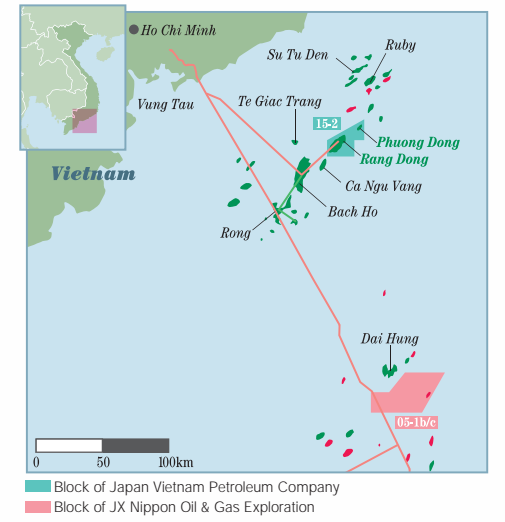 Ho Chi Minh
Ruby
Su Tu Den
Vung Tau
Te Giac Trang
15-2
Phuong Dong
Rang Dong
Vietnam
Ca Ngu Vang
Bach Ho
Rong
Dai Hung
05-1b/c
0 50 100km
Block of Japan Vietnam Petroleum Company
Block of JX Nippon Oil & Gas Exploration